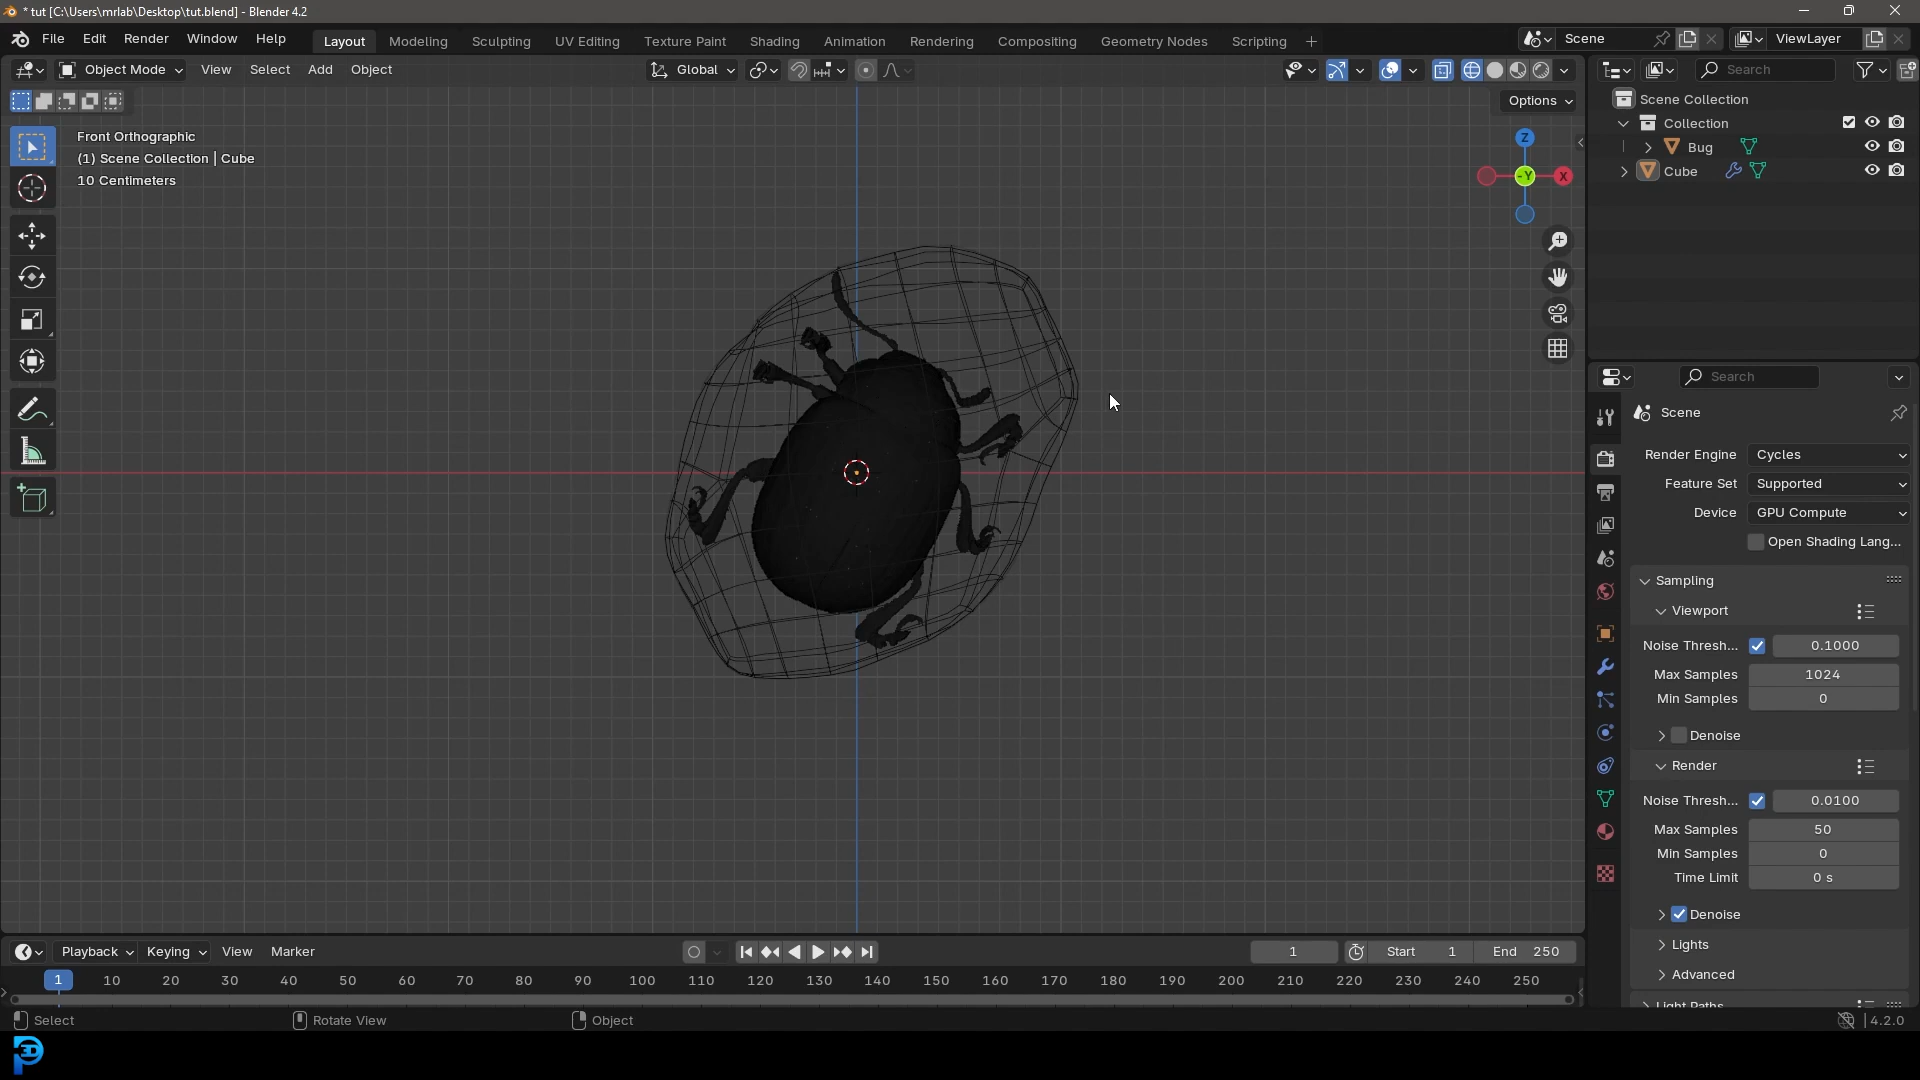 * tut [C:\Users\mrlab\Desktop\tut.blend] - Blender 4.2
File Edit Render Window Help Layout Modeling Sculpting UV Editing Texture Paint Shading Animation Rendering Compositing Geometry Nodes Scripting + Scene ViewLayer
Object Mode View Select Add Object Global Search
Options
Front Orthographic
(1) Scene Collection | Cube
10 Centimeters
Z
-Y X
Scene Collection
Collection
Bug
Cube
Search
Scene
Render Engine Cycles
Feature Set Supported
Device GPU Compute
Open Shading Lang...
Sampling
Viewport
Noise Thresh... 0.1000
Max Samples 1024
Min Samples 0
Denoise
Render
Noise Thresh... 0.0100
Max Samples 50
Min Samples 0
Time Limit 0 s
Denoise
Lights
Advanced
Light Paths
Playback Keying View Marker 1 Start 1 End 250
1 10 20 30 40 50 60 70 80 90 100 110 120 130 140 150 160 170 180 190 200 210 220 230 240 250
Select Rotate View Object 4.2.0
3D